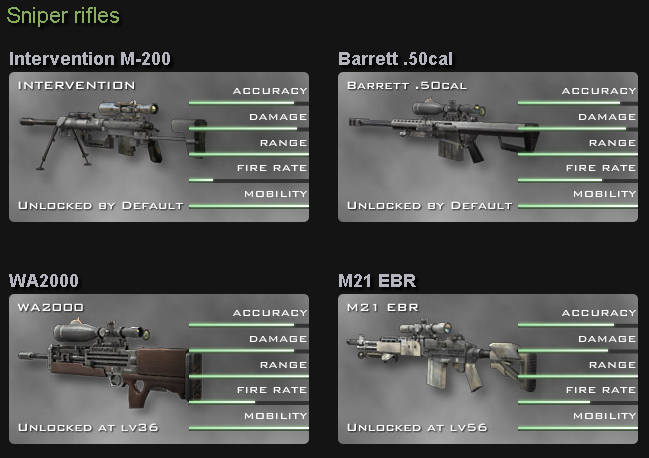 Sniper rifles
Intervention M-200
INTERVENTION
ACCURACY
DAMAGE
RANGE
FIRE RATE
MOBILITY
UNLOCKED BY DEFAULT
Barrett .50cal
BARRETT .50CAL
ACCURACY
DAMAGE
RANGE
FIRE RATE
MOBILITY
UNLOCKED BY DEFAULT
WA2000
WA2000
ACCURACY
DAMAGE
RANGE
FIRE RATE
MOBILITY
UNLOCKED AT LV36
M21 EBR
M21 EBR
ACCURACY
DAMAGE
RANGE
FIRE RATE
MOBILITY
UNLOCKED AT LV56